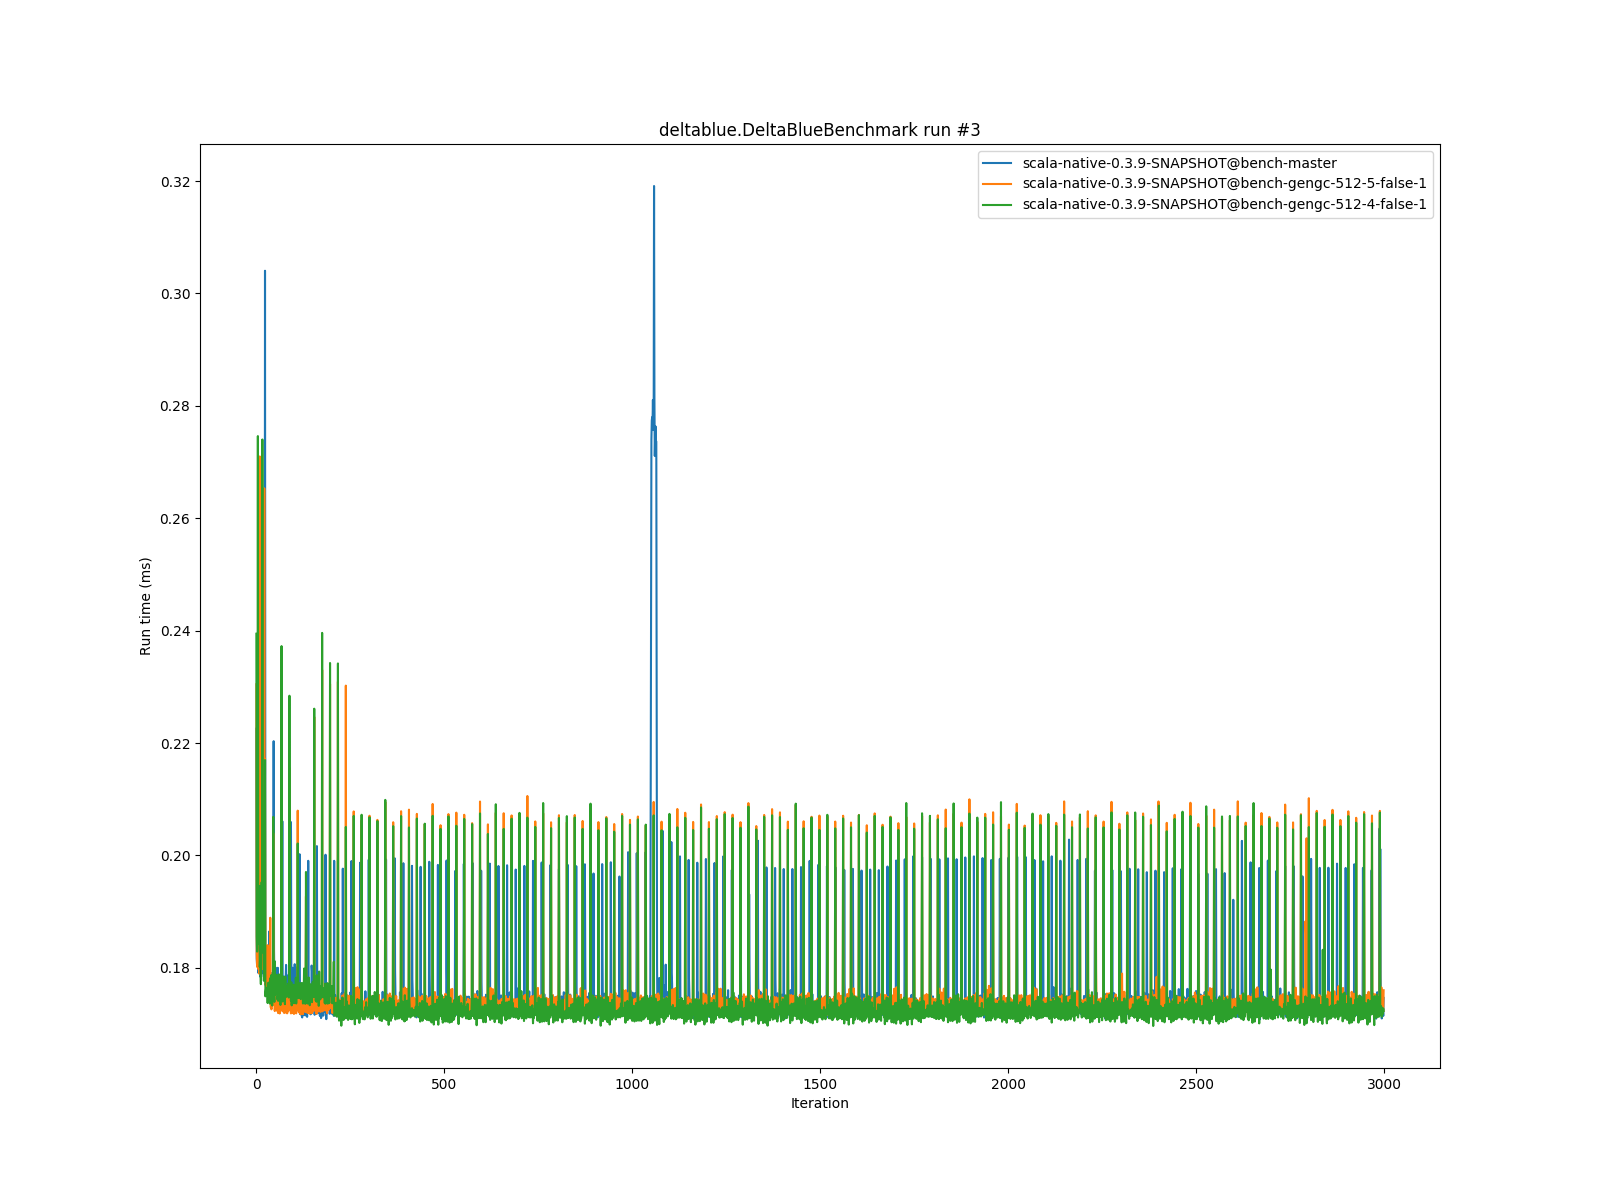 deltablue.DeltaBlueBenchmark run #3
scala-native-0.3.9-SNAPSHOT@bench-master
scala-native-0.3.9-SNAPSHOT@bench-gengc-512-5-false-1
scala-native-0.3.9-SNAPSHOT@bench-gengc-512-4-false-1
0.32
0.30
0.28
0.26
0.24
0.22
0.20
0.18
Run time (ms)
0
500
1000
1500
2000
2500
3000
Iteration